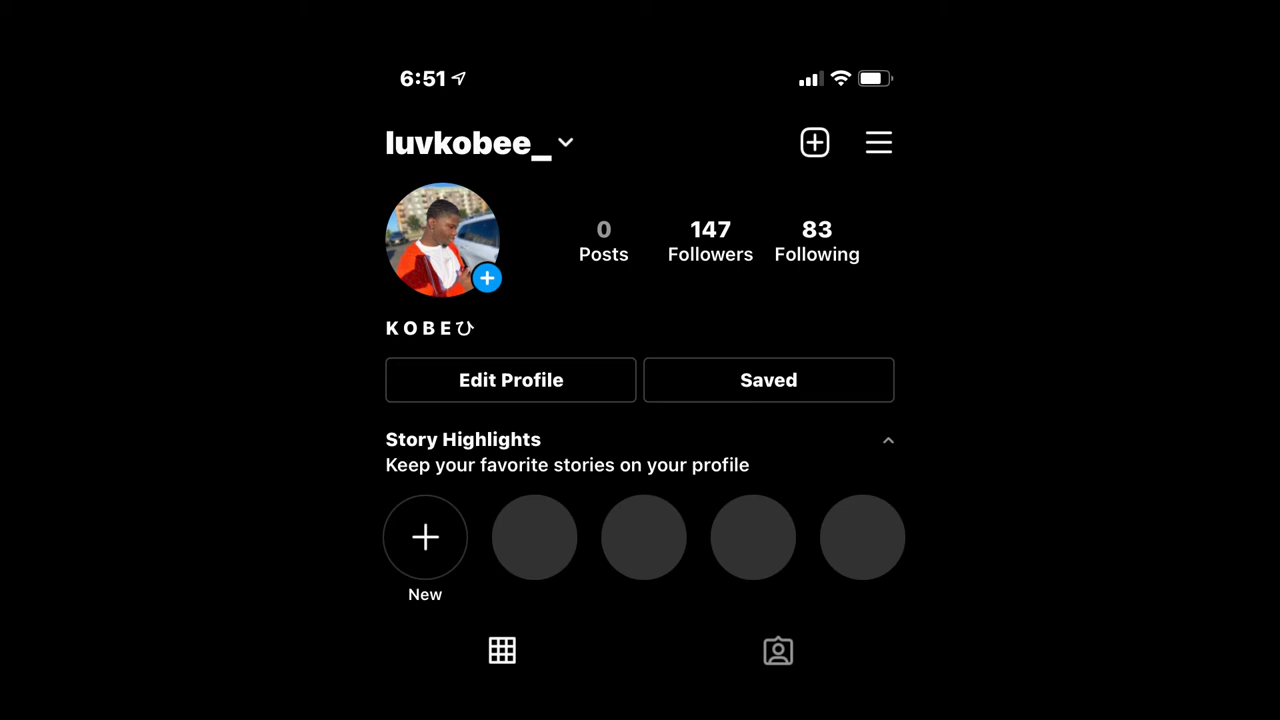 6:51
luvkobee_
0 147 83
Posts Followers Following
K O B E ひ
Edit Profile Saved
Story Highlights
Keep your favorite stories on your profile
New